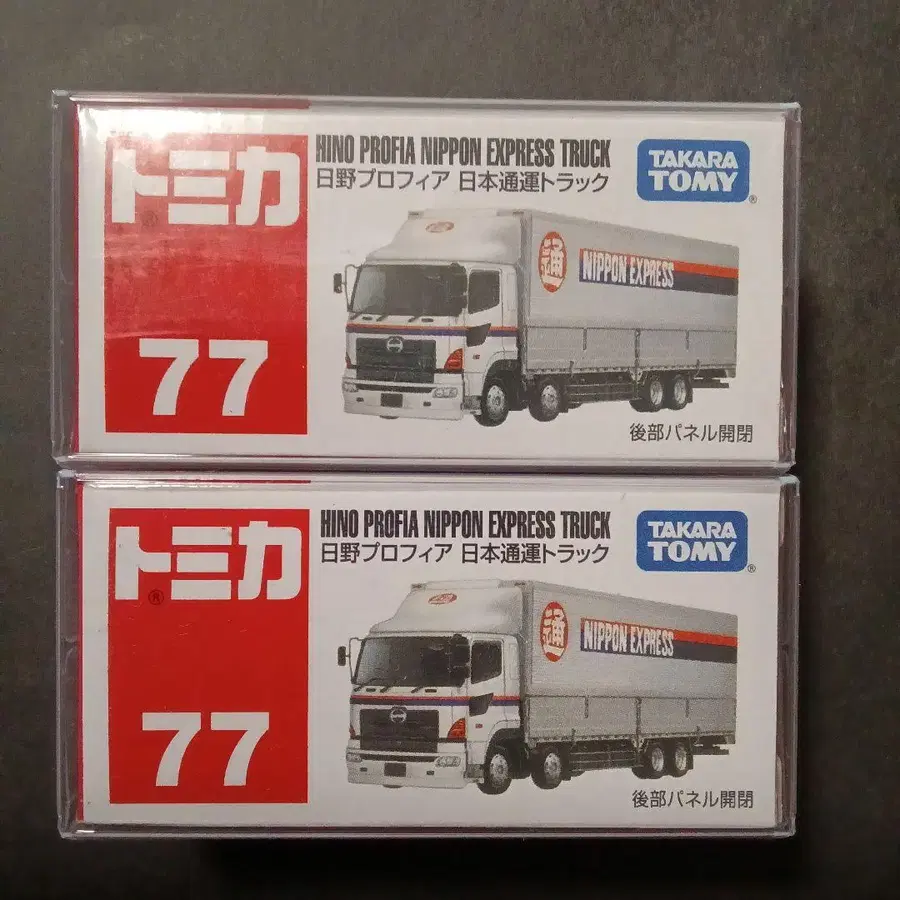 トミカ
77
HINO PROFIA NIPPON EXPRESS TRUCK
日野プロフィア 日本通運トラック
TAKARA
TOMY®
通
NIPPON EXPRESS
後部パネル開閉
トミカ®
77
HINO PROFIA NIPPON EXPRESS TRUCK
日野プロフィア 日本通運トラック
TAKARA
TOMY®
通
NIPPON EXPRESS
後部パネル開閉